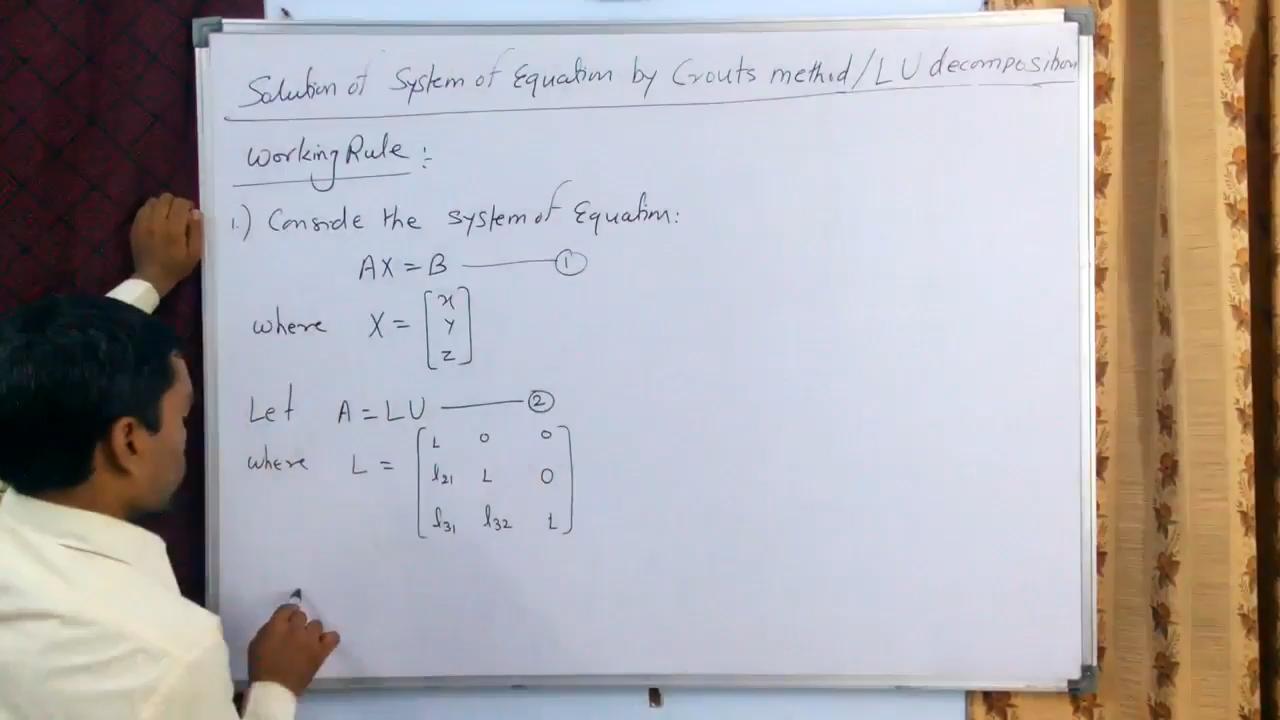 Solution of System of Equation by Crouts method/LU decomposition
Working Rule :-
1.) Conside the system of Equation:
AX = B ——— ①
where X = [x
y
z]
Let A = LU ——— ②
where L = [1 0 0
l21 1 0
l31 l32 1]